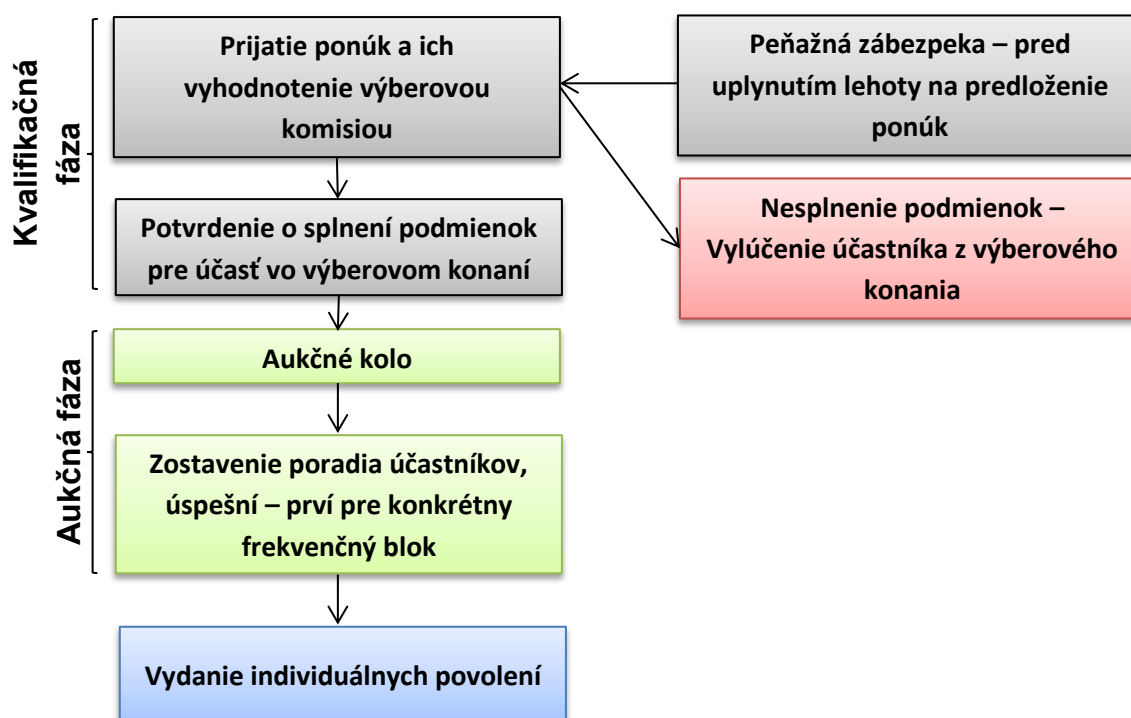 Kvalifikačná
fáza
Prijatie ponúk a ich
vyhodnotenie výberovou
komisiou
Peňažná zábezpeka – pred
uplynutím lehoty na predloženie
ponúk
Nesplnenie podmienok –
Vylúčenie účastníka z výberového
konania
Potvrdenie o splnení podmienok
pre účasť vo výberovom konaní
Aukčná fáza
Aukčné kolo
Zostavenie poradia účastníkov,
úspešní – prví pre konkrétny
frekvenčný blok
Vydanie individuálnych povolení